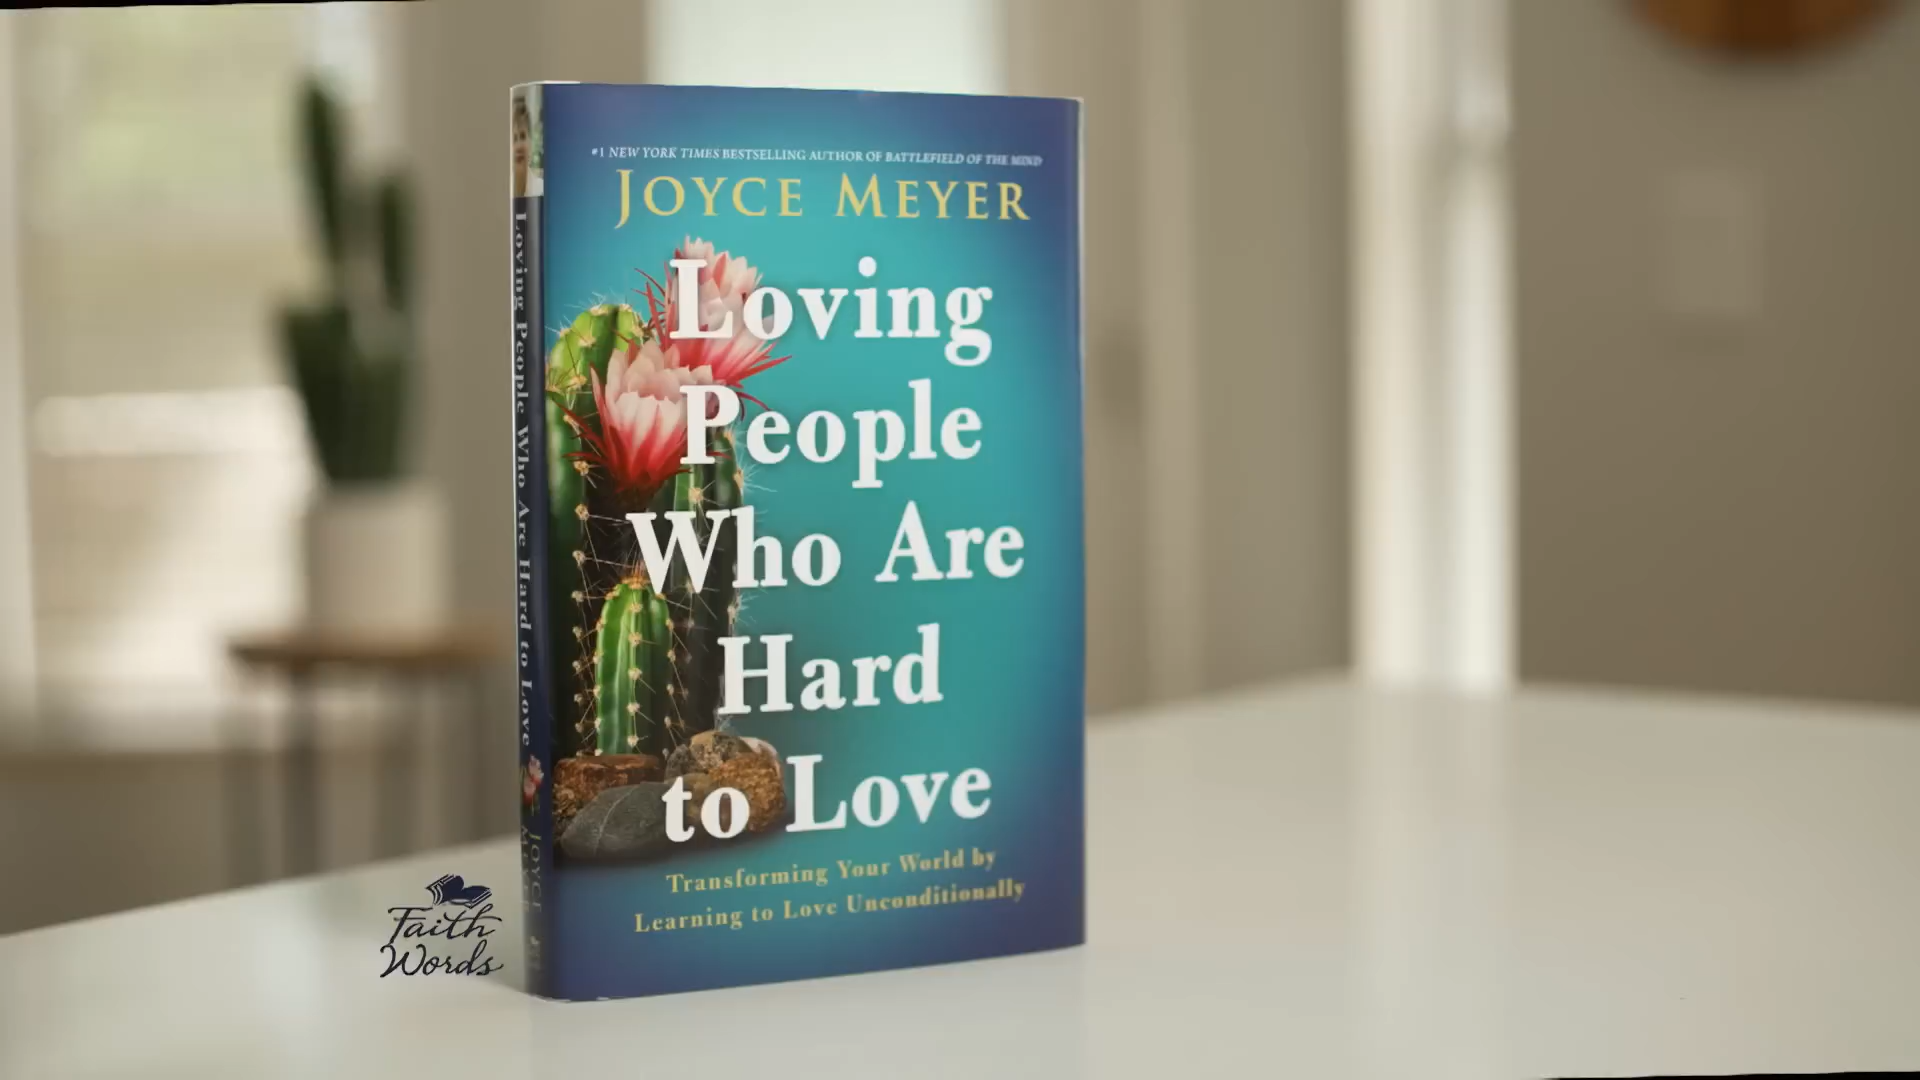 #1 NEW YORK TIMES BESTSELLING AUTHOR OF BATTLEFIELD OF THE MIND
JOYCE MEYER
Loving
People
Who Are
Hard
to Love
Transforming Your World by
Learning to Love Unconditionally
Loving People Who Are Hard to Love
JOYCE MEYER
Faith
Words